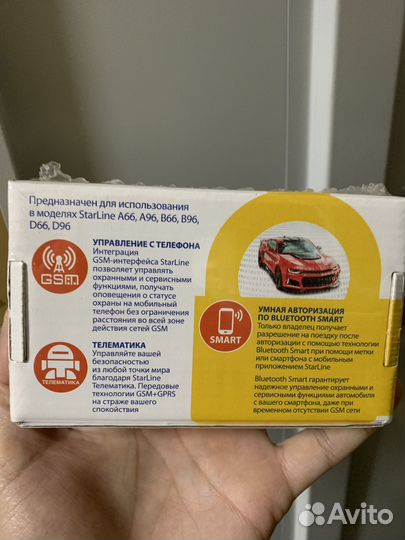 Предназначен для использования
в моделях StarLine A66, A96, B66, B96,
D66, D96
GSM
УПРАВЛЕНИЕ С ТЕЛЕФОНА
Интеграция
GSM-интерфейса StarLine
позволяет управлять
охранными и сервисными
функциями, получать
оповещения о статусе
охраны на мобильный
телефон без ограничения
расстояния во всей зоне
действия сетей GSM
ТЕЛЕМАТИКА
ТЕЛЕМАТИКА
Управляйте вашей
безопасностью
из любой точки мира
благодаря StarLine
Телематика. Передовые
технологии GSM+GPRS
на страже вашего
спокойствия
SMART
УМНАЯ АВТОРИЗАЦИЯ
ПО BLUETOOTH SMART
Только владелец получает
разрешение на поездку после
авторизации с помощью технологии
Bluetooth Smart при помощи метки
или смартфона с мобильным
приложением StarLine
Bluetooth Smart гарантирует
надежное управление охранными и
сервисными функциями автомобиля
с вашего смартфона, даже при
временном отсутствии GSM сети
Avito